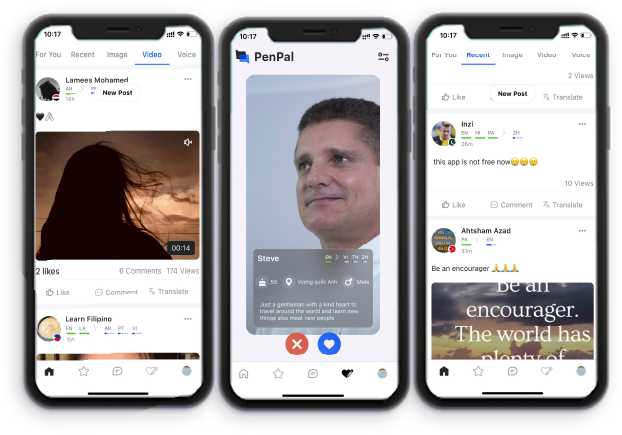 10:17
For You Recent Image Video Voice
Lamees Mohamed
AR
14h
New Post
00:14
2 likes 6 Comments 174 Views
Like Comment Translate
Learn Filipino
EN LA AR PT VI
15h
10:17
PenPal
Steve
EN VI TH ZH
55 Vương quốc Anh Male
Just a gentleman with a kind heart to
travel around the world and learn new
things also meet new people
10:17
For You Recent Image Video Voice
2 Views
New Post
Like Translate
Inzi
EN HI PA ZH
26m
this app is not free now😅😅😅
10 Views
Like Comment Translate
Ahtsham Azad
PA EN
31m
Be an encourager 🙏🙏🙏
Be an
encourager.
The world has
plenty of